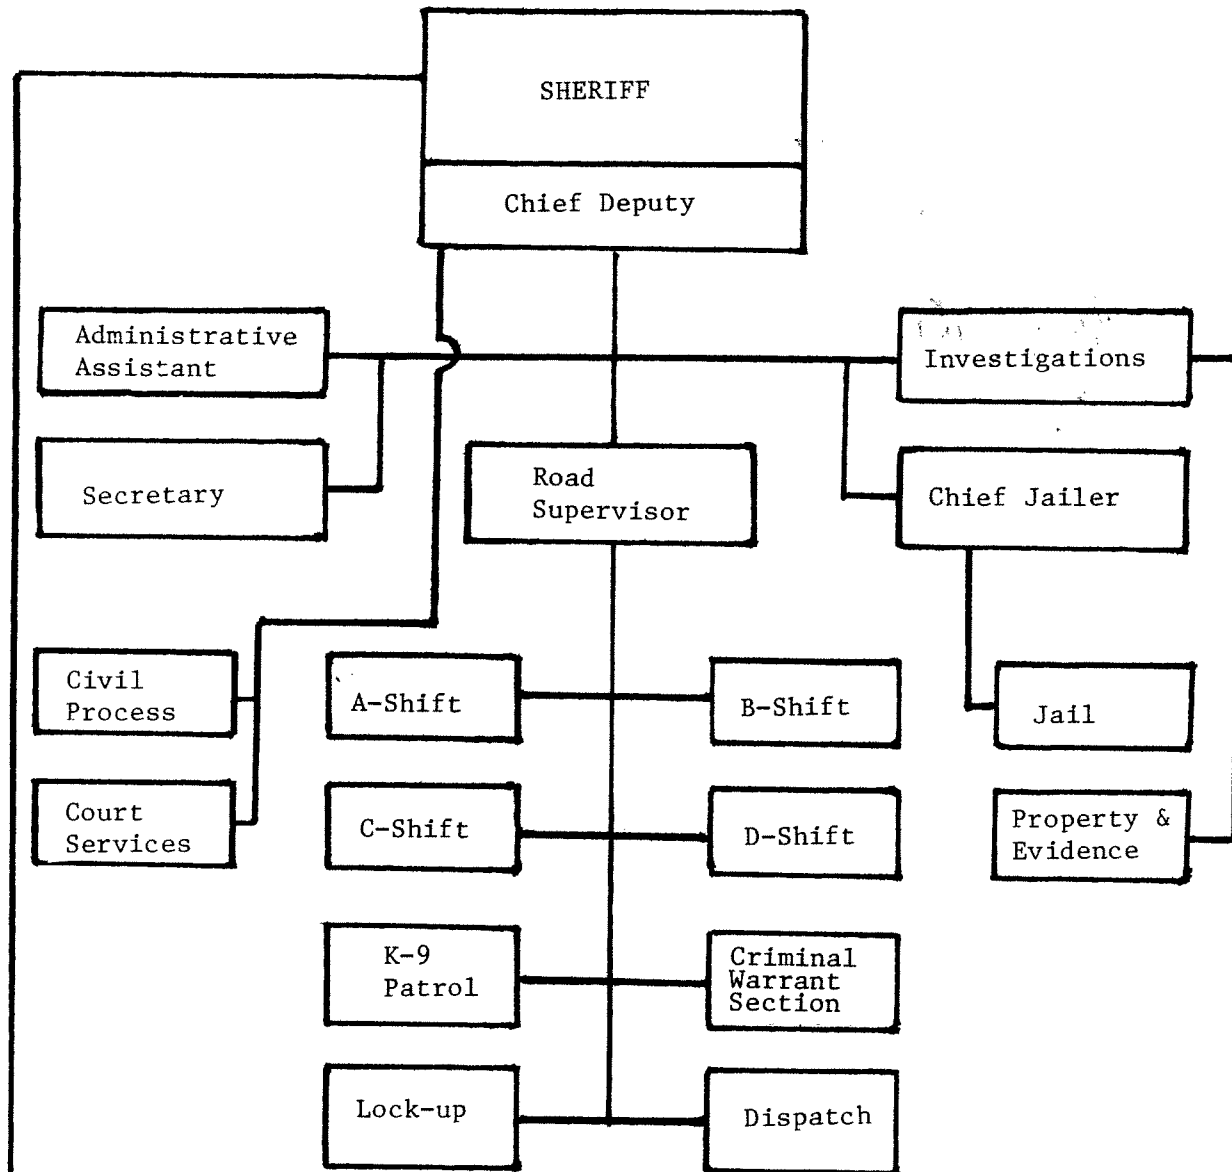 SHERIFF
Chief Deputy
Administrative
Assistant
Investigations
Secretary
Road
Supervisor
Chief Jailer
Civil
Process
A-Shift
B-Shift
Jail
Court
Services
C-Shift
D-Shift
Property &
Evidence
K-9
Patrol
Criminal
Warrant
Section
Lock-up
Dispatch